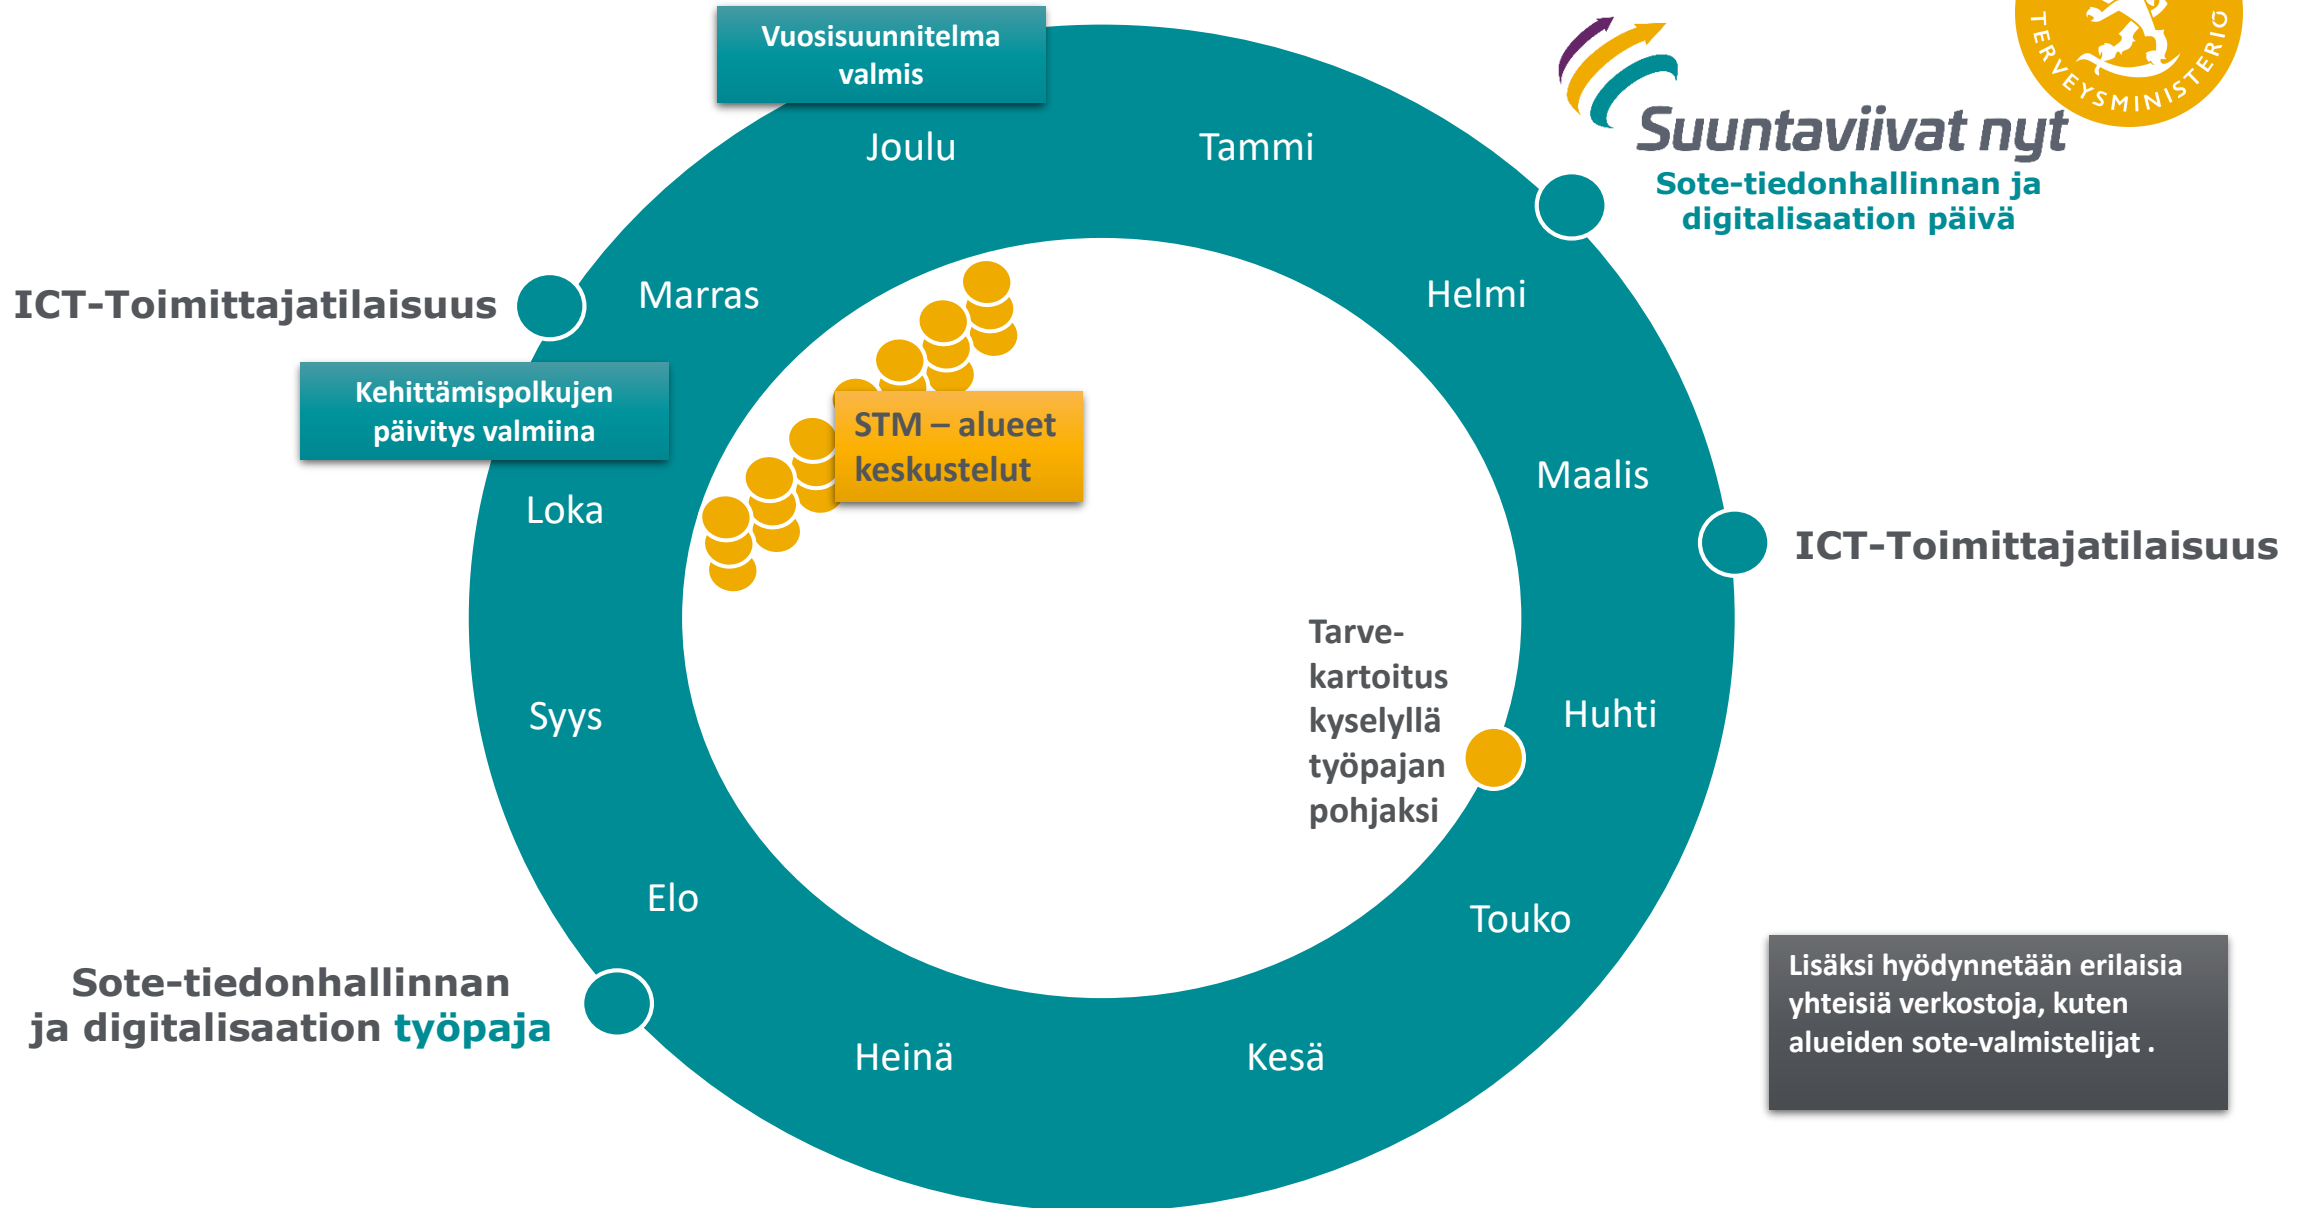 Vuosisuunnitelma
valmis
TERVEYSMINISTERIÖ
Suuntaviivat nyt
Sote-tiedonhallinnan ja
digitalisaation päivä
Joulu
Tammi
ICT-Toimittajatilaisuus
Marras
Helmi
Kehittämispolkujen
päivitys valmiina
STM – alueet
keskustelut
Maalis
Loka
ICT-Toimittajatilaisuus
Tarve-
kartoitus
kyselyllä
työpajan
pohjaksi
Syys
Huhti
Elo
Touko
Sote-tiedonhallinnan
ja digitalisaation työpaja
Lisäksi hyödynnetään erilaisia
yhteisiä verkostoja, kuten
alueiden sote-valmistelijat .
Heinä
Kesä